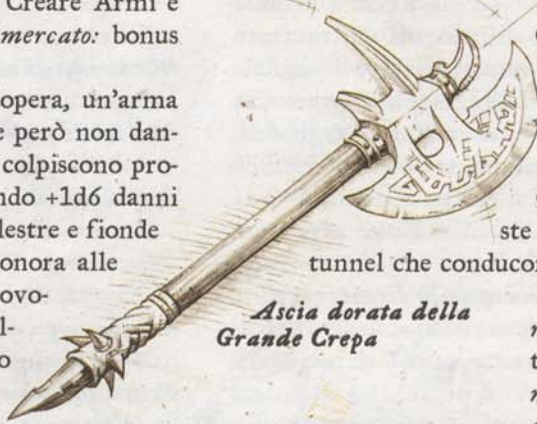 Creare Armi e
mercato: bonus
opera, un'arma
e però non dan-
colpiscono pro-
ndo +1d6 danni
lestre e fionde
onora alle
ovo-
l-
o
ste
tunnel che conducon
Ascia dorata della
Grande Crepa